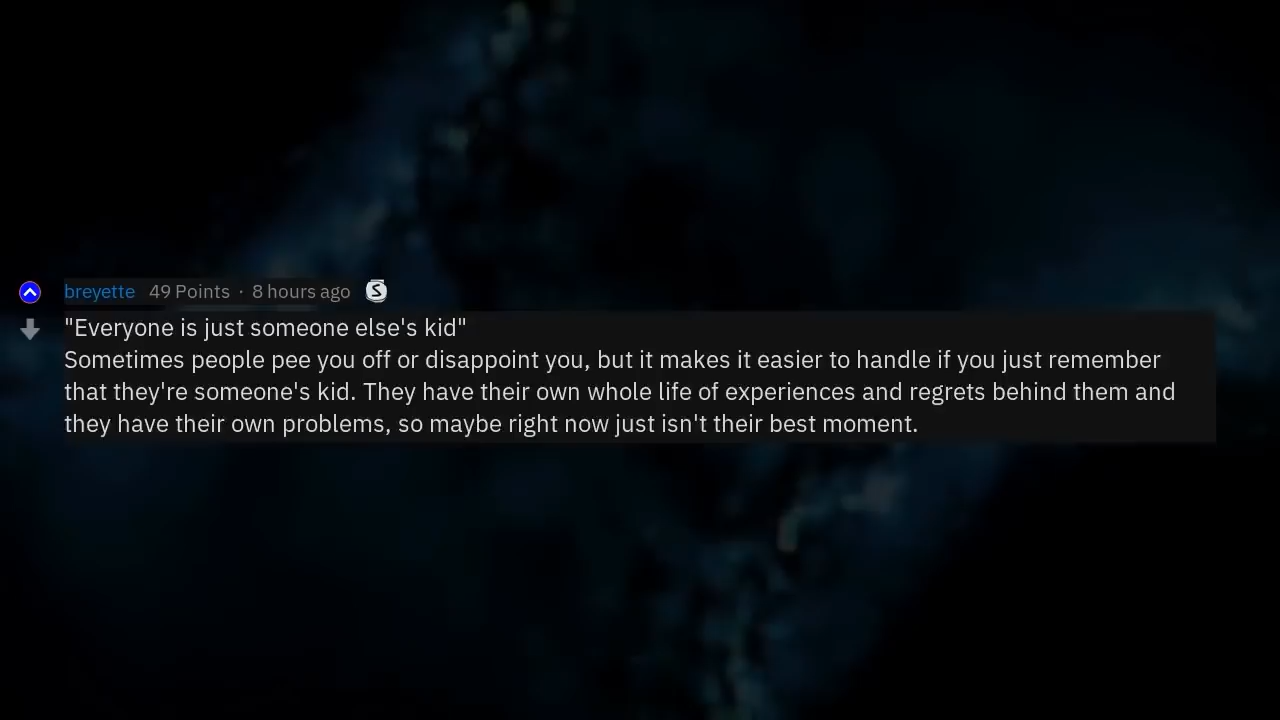 breyette 49 Points · 8 hours ago S
"Everyone is just someone else's kid"
Sometimes people pee you off or disappoint you, but it makes it easier to handle if you just remember
that they're someone's kid. They have their own whole life of experiences and regrets behind them and
they have their own problems, so maybe right now just isn't their best moment.